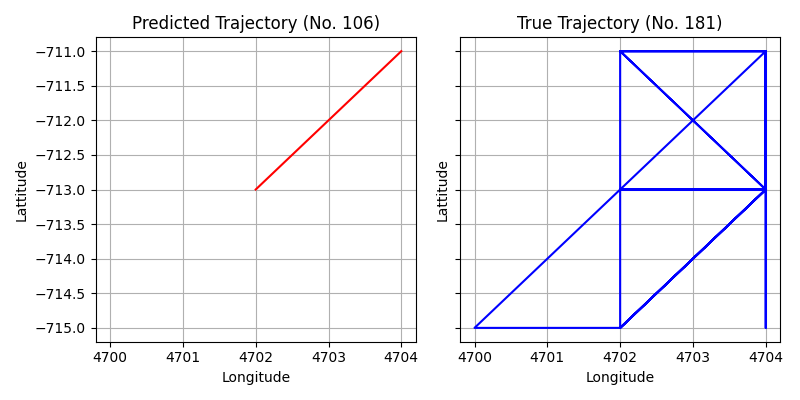 Predicted Trajectory (No. 106)
True Trajectory (No. 181)
Lattitude
−711.0
−711.5
−712.0
−712.5
−713.0
−713.5
−714.0
−714.5
−715.0
4700 4701 4702 4703 4704
Longitude
Lattitude
4700 4701 4702 4703 4704
Longitude